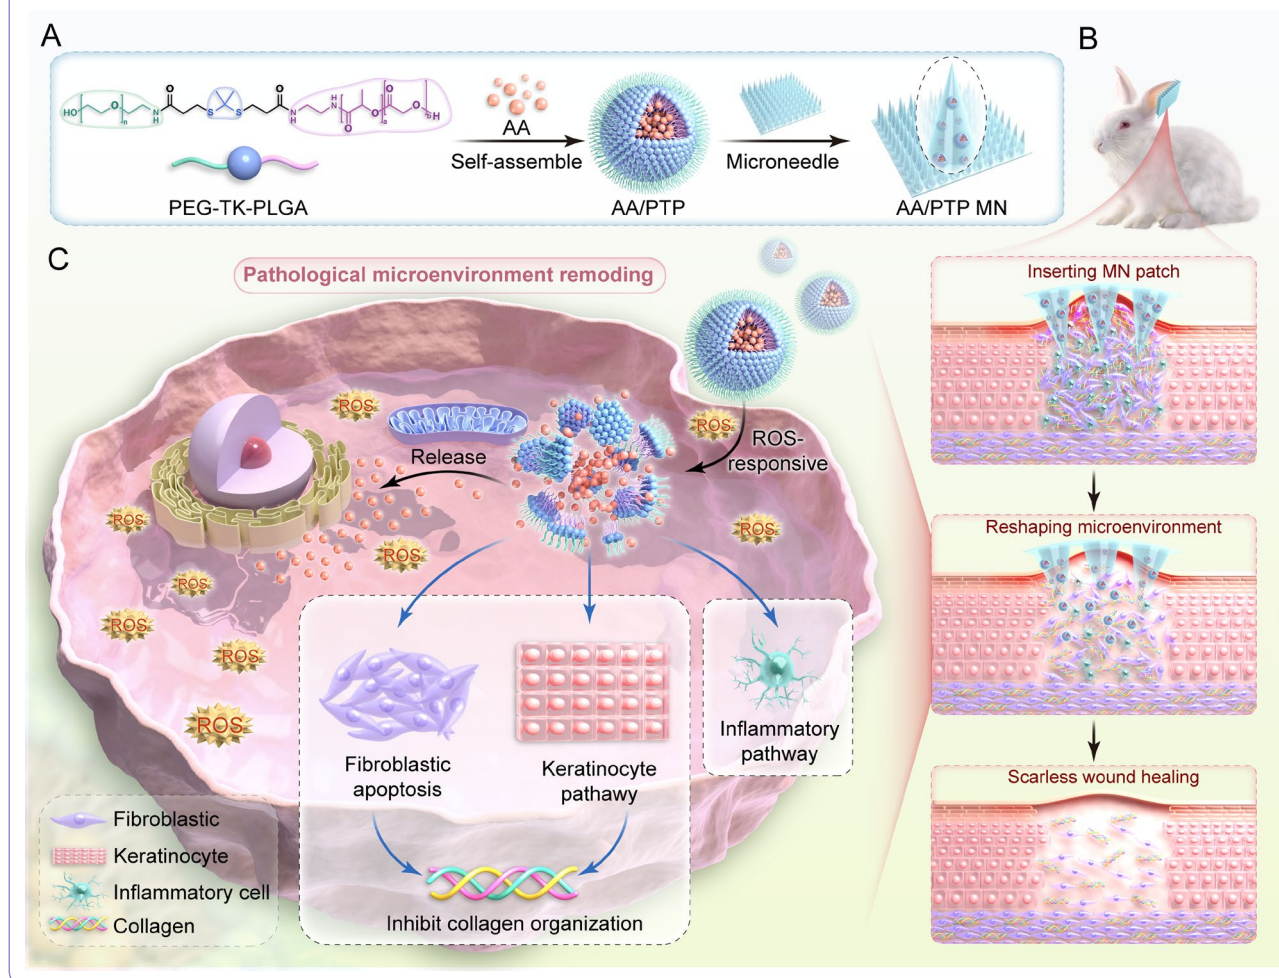 A
B
HO
O
n
N
H
O
S
S
O
N
H
H
N
O
O
s
O
O
s
H
AA
Self-assemble
Microneedle
PEG-TK-PLGA
AA/PTP
AA/PTP MN
C
Pathological microenvironment remoding
Inserting MN patch
ROS
ROS
ROS-
responsive
Release
ROS
ROS
ROS
ROS
ROS
ROS
ROS
Reshaping microenvironment
Inflammatory
pathway
Fibroblastic
apoptosis
Keratinocyte
pathawy
Scarless wound healing
Fibroblastic
Keratinocyte
Inflammatory cell
Collagen
Inhibit collagen organization